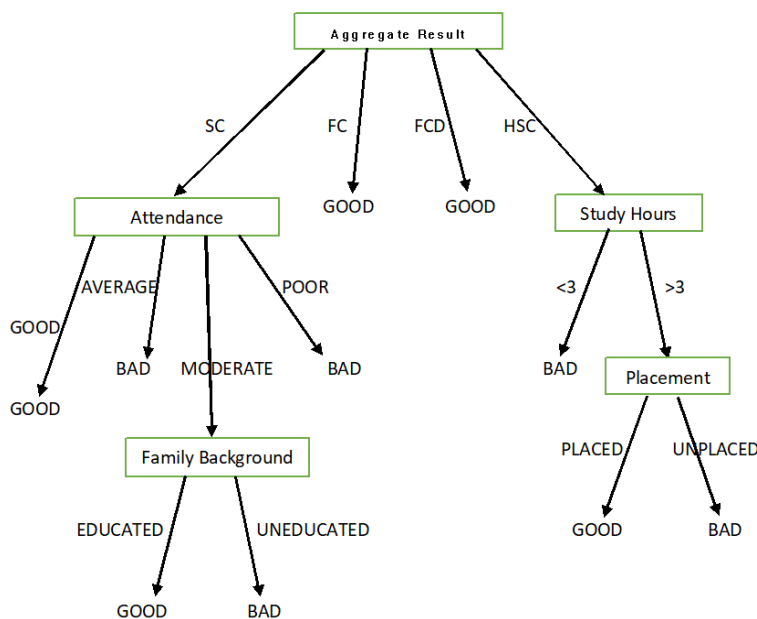 Aggregate Result
SC
FC
FCD
HSC
GOOD
GOOD
Attendance
Study Hours
AVERAGE
POOR
<3
>3
GOOD
BAD
MODERATE
BAD
BAD
Placement
GOOD
Family Background
PLACED
UNPLACED
EDUCATED
UNEDUCATED
GOOD
BAD
GOOD
BAD